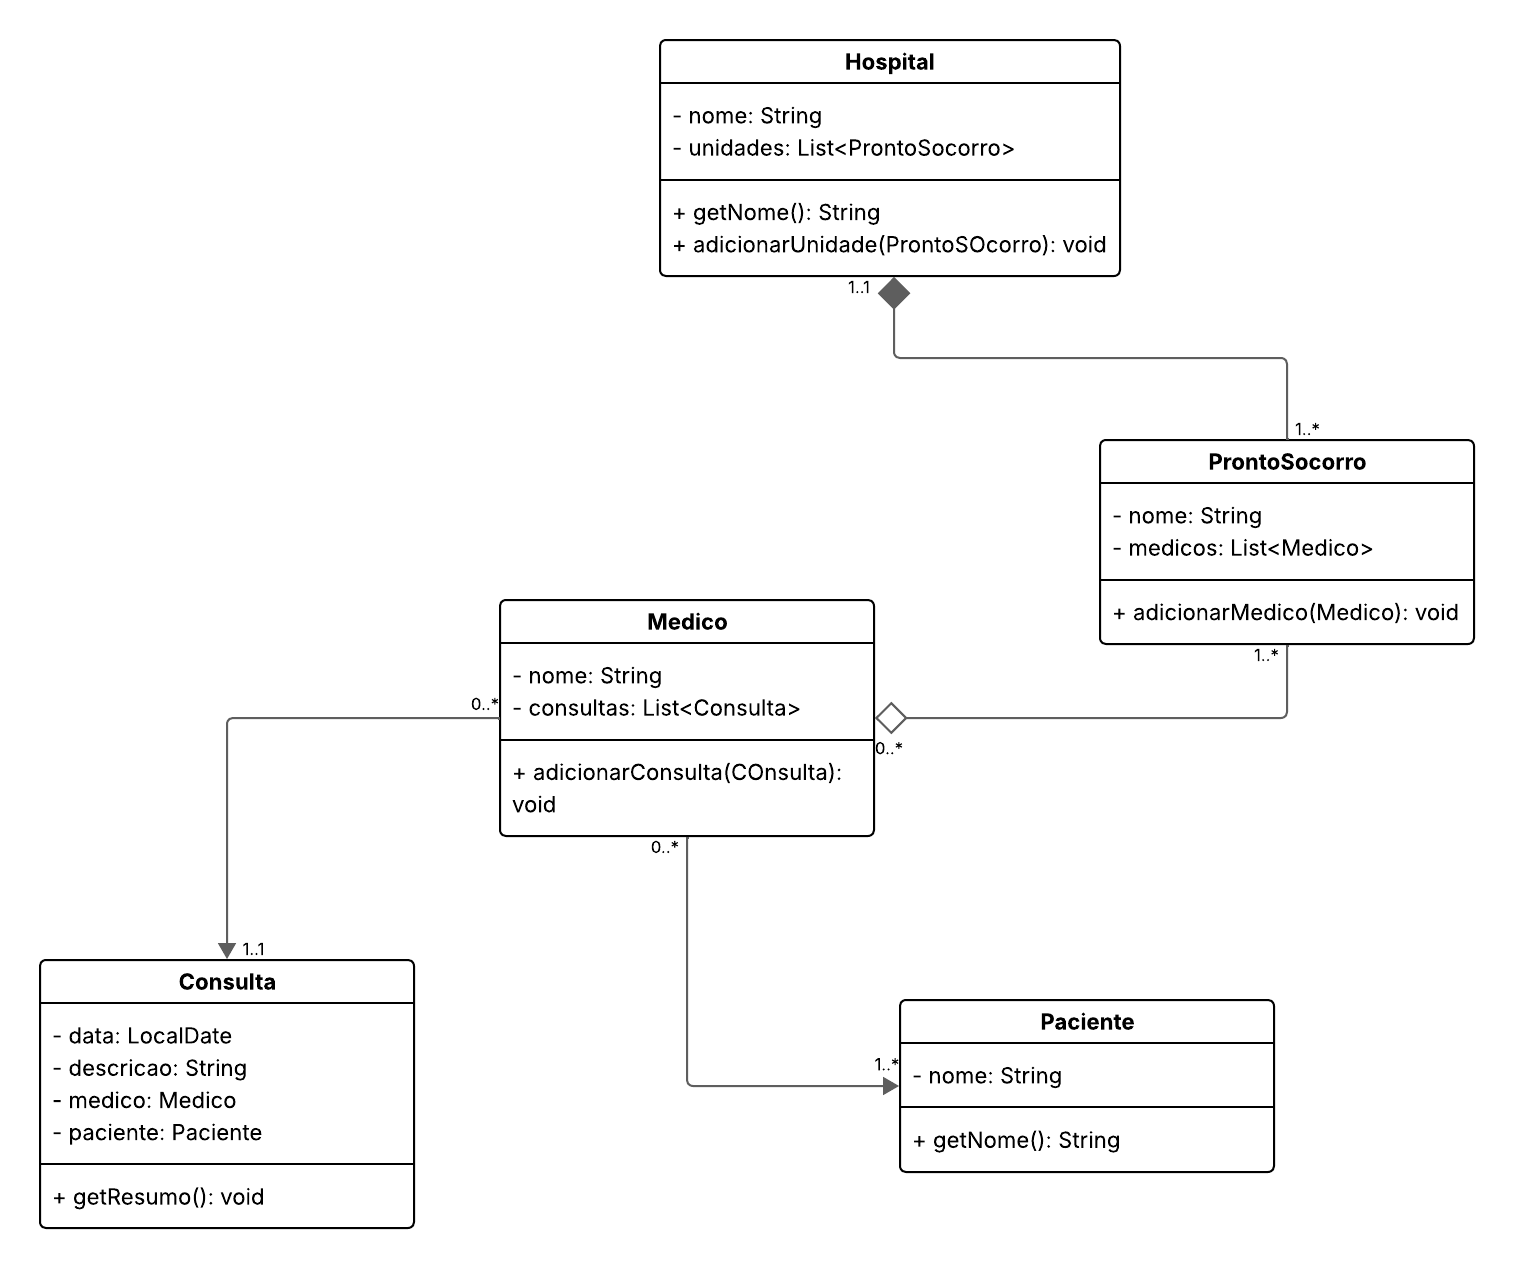 Hospital
- nome: String
- unidades: List<ProntoSocorro>
+ getNome(): String
+ adicionarUnidade(ProntoSOcorro): void
1..1
1..*
ProntoSocorro
- nome: String
- medicos: List<Medico>
+ adicionarMedico(Medico): void
1..*
Medico
- nome: String
- consultas: List<Consulta>
+ adicionarConsulta(COnsulta):
void
0..*
0..*
0..*
1..1
Consulta
- data: LocalDate
- descricao: String
- medico: Medico
- paciente: Paciente
+ getResumo(): void
1..*
Paciente
- nome: String
+ getNome(): String